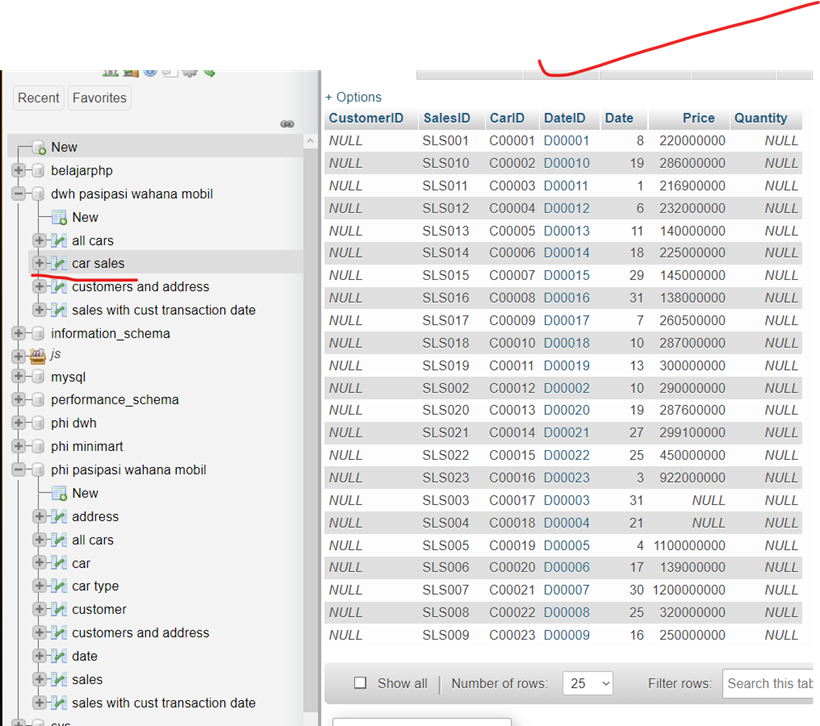 Recent Favorites
New
belajarphp
dwh pasipasi wahana mobil
New
all cars
car sales
customers and address
sales with cust transaction date
information_schema
js
mysql
performance_schema
phi dwh
phi minimart
phi pasipasi wahana mobil
New
address
all cars
car
car type
customer
customers and address
date
sales
sales with cust transaction date
sys
+ Options
CustomerID SalesID CarID DateID Date Price Quantity
NULL SLS001 C00001 D00001 8 220000000 NULL
NULL SLS010 C00002 D00010 19 286000000 NULL
NULL SLS011 C00003 D00011 1 216900000 NULL
NULL SLS012 C00004 D00012 6 232000000 NULL
NULL SLS013 C00005 D00013 11 140000000 NULL
NULL SLS014 C00006 D00014 18 225000000 NULL
NULL SLS015 C00007 D00015 29 145000000 NULL
NULL SLS016 C00008 D00016 31 138000000 NULL
NULL SLS017 C00009 D00017 7 260500000 NULL
NULL SLS018 C00010 D00018 10 287000000 NULL
NULL SLS019 C00011 D00019 13 300000000 NULL
NULL SLS002 C00012 D00002 10 290000000 NULL
NULL SLS020 C00013 D00020 19 287600000 NULL
NULL SLS021 C00014 D00021 27 299100000 NULL
NULL SLS022 C00015 D00022 25 450000000 NULL
NULL SLS023 C00016 D00023 3 922000000 NULL
NULL SLS003 C00017 D00003 31 NULL NULL
NULL SLS004 C00018 D00004 21 NULL NULL
NULL SLS005 C00019 D00005 4 1100000000 NULL
NULL SLS006 C00020 D00006 17 139000000 NULL
NULL SLS007 C00021 D00007 30 1200000000 NULL
NULL SLS008 C00022 D00008 25 320000000 NULL
NULL SLS009 C00023 D00009 16 250000000 NULL
Show all Number of rows: 25 Filter rows: Search this tab